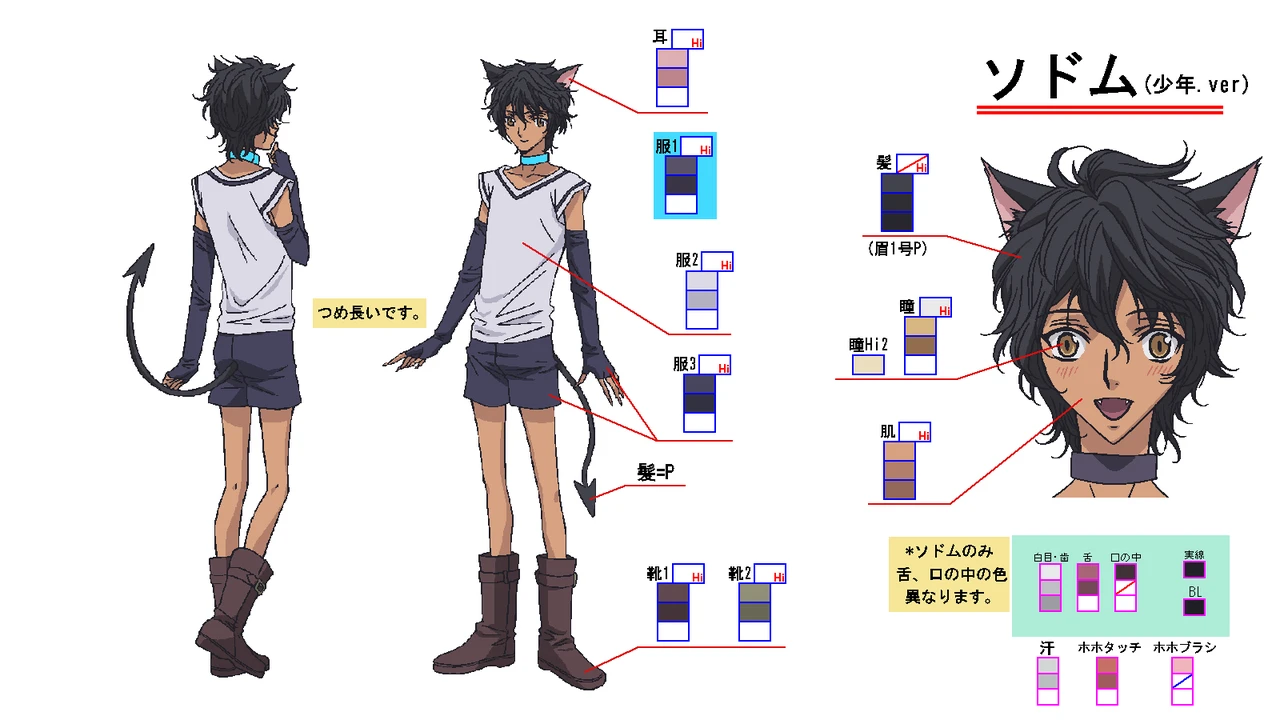 ソドム(少年.ver)
耳
Hi
服1
Hi
服2
Hi
服3
Hi
つめ長いです。
髪=P
靴1
Hi
靴2
Hi
髪
Hi
(眉1号P)
瞳
Hi
瞳Hi2
肌
Hi
*ソドムのみ
舌、口の中の色
異なります。
白目・歯
舌
口の中
実線
BL
汗
ホホタッチ
ホホブラシ